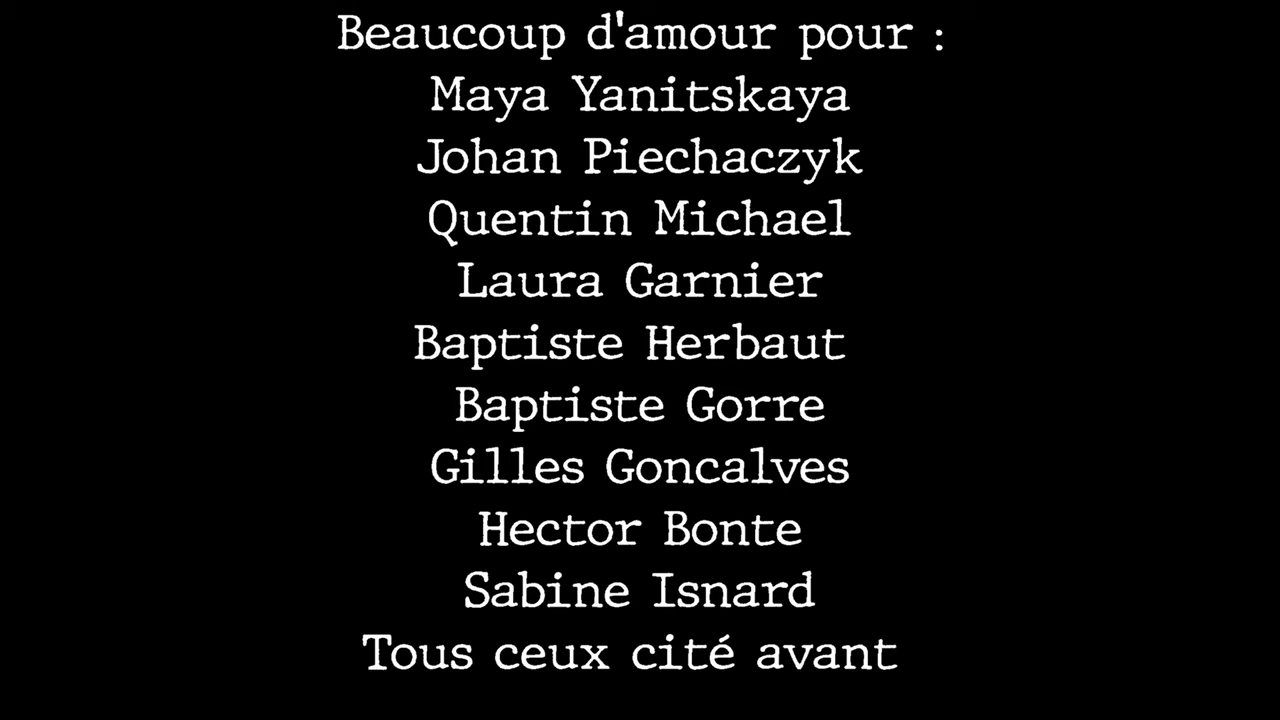 Beaucoup d'amour pour :
Maya Yanitskaya
Johan Piechaczyk
Quentin Michael
Laura Garnier
Baptiste Herbaut
Baptiste Gorre
Gilles Goncalves
Hector Bonte
Sabine Isnard
Tous ceux cité avant